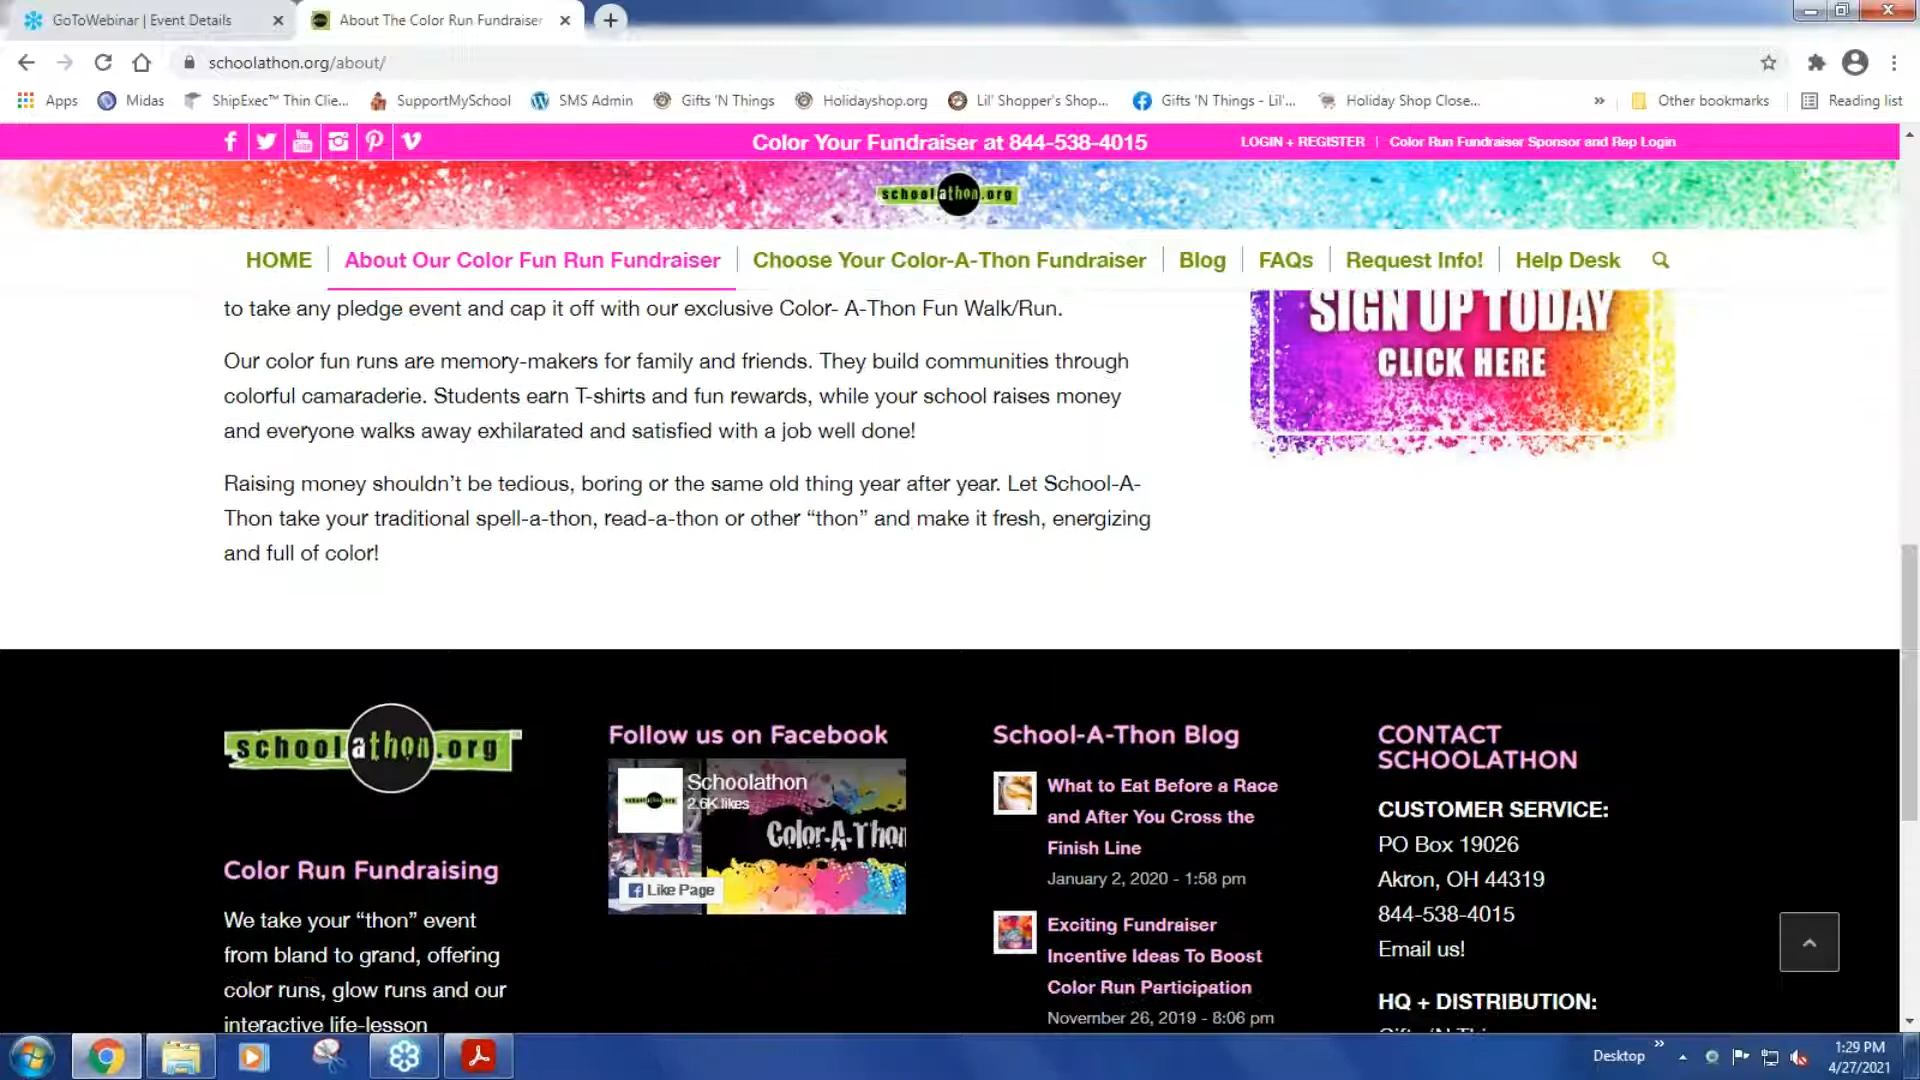 GoToWebinar | Event Details
About The Color Run Fundraiser
schoolathon.org/about/
Apps
Midas
ShipExec™ Thin Clie...
SupportMySchool
SMS Admin
Gifts 'N Things
Holidayshop.org
Lil' Shopper's Shop...
Gifts 'N Things - Lil'...
Holiday Shop Close...
»
Other bookmarks
Reading list
Color Your Fundraiser at 844-538-4015
LOGIN + REGISTER | Color Run Fundraiser Sponsor and Rep Login
schoolathon.org
HOME
About Our Color Fun Run Fundraiser
Choose Your Color-A-Thon Fundraiser
Blog
FAQs
Request Info!
Help Desk
to take any pledge event and cap it off with our exclusive Color- A-Thon Fun Walk/Run.
Our color fun runs are memory-makers for family and friends. They build communities through
colorful camaraderie. Students earn T-shirts and fun rewards, while your school raises money
and everyone walks away exhilarated and satisfied with a job well done!
Raising money shouldn’t be tedious, boring or the same old thing year after year. Let School-A-
Thon take your traditional spell-a-thon, read-a-thon or other “thon” and make it fresh, energizing
and full of color!
SIGN UP TODAY
CLICK HERE
schoolathon.org
Color Run Fundraising
We take your “thon” event
from bland to grand, offering
color runs, glow runs and our
interactive life-lesson
Follow us on Facebook
Schoolathon
2.6K likes
Color-A-Thon
Like Page
School-A-Thon Blog
What to Eat Before a Race
and After You Cross the
Finish Line
January 2, 2020 - 1:58 pm
Exciting Fundraiser
Incentive Ideas To Boost
Color Run Participation
November 26, 2019 - 8:06 pm
CONTACT
SCHOOLATHON
CUSTOMER SERVICE:
PO Box 19026
Akron, OH 44319
844-538-4015
Email us!
HQ + DISTRIBUTION:
Desktop
»
1:29 PM
4/27/2021